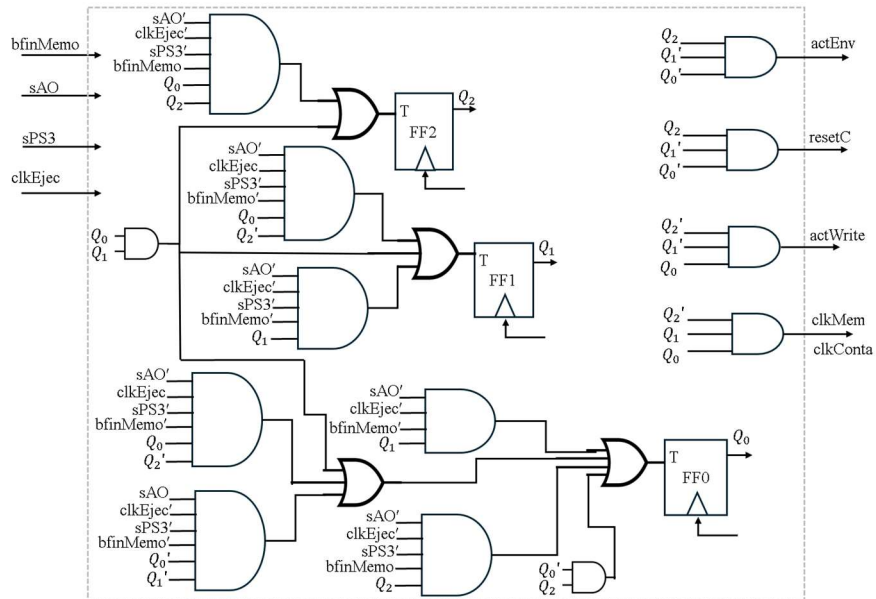 bfinMemo
sAO
sPS3
clkEjec
sAO′
clkEjec′
sPS3′
bfinMemo
Q₀
Q₂
T
FF2
Q₂
sAO′
clkEjec
sPS3′
bfinMemo′
Q₀
Q₂'
Q₀
Q₁
T
FF1
Q₁
sAO′
clkEjec′
sPS3′
bfinMemo′
Q₁
sAO′
clkEjec
sPS3′
bfinMemo′
Q₀
Q₂'
sAO
clkEjec′
sPS3′
bfinMemo′
Q₀'
Q₁'
sAO′
clkEjec′
bfinMemo′
Q₁
sAO′
clkEjec′
sPS3′
bfinMemo
Q₂
Q₀'
Q₂
T
FF0
Q₀
Q₂
Q₁'
Q₀'
actEnv
Q₂
Q₁'
Q₀'
resetC
Q₂'
Q₁'
Q₀
actWrite
Q₂'
Q₁
Q₀
clkMem
clkConta